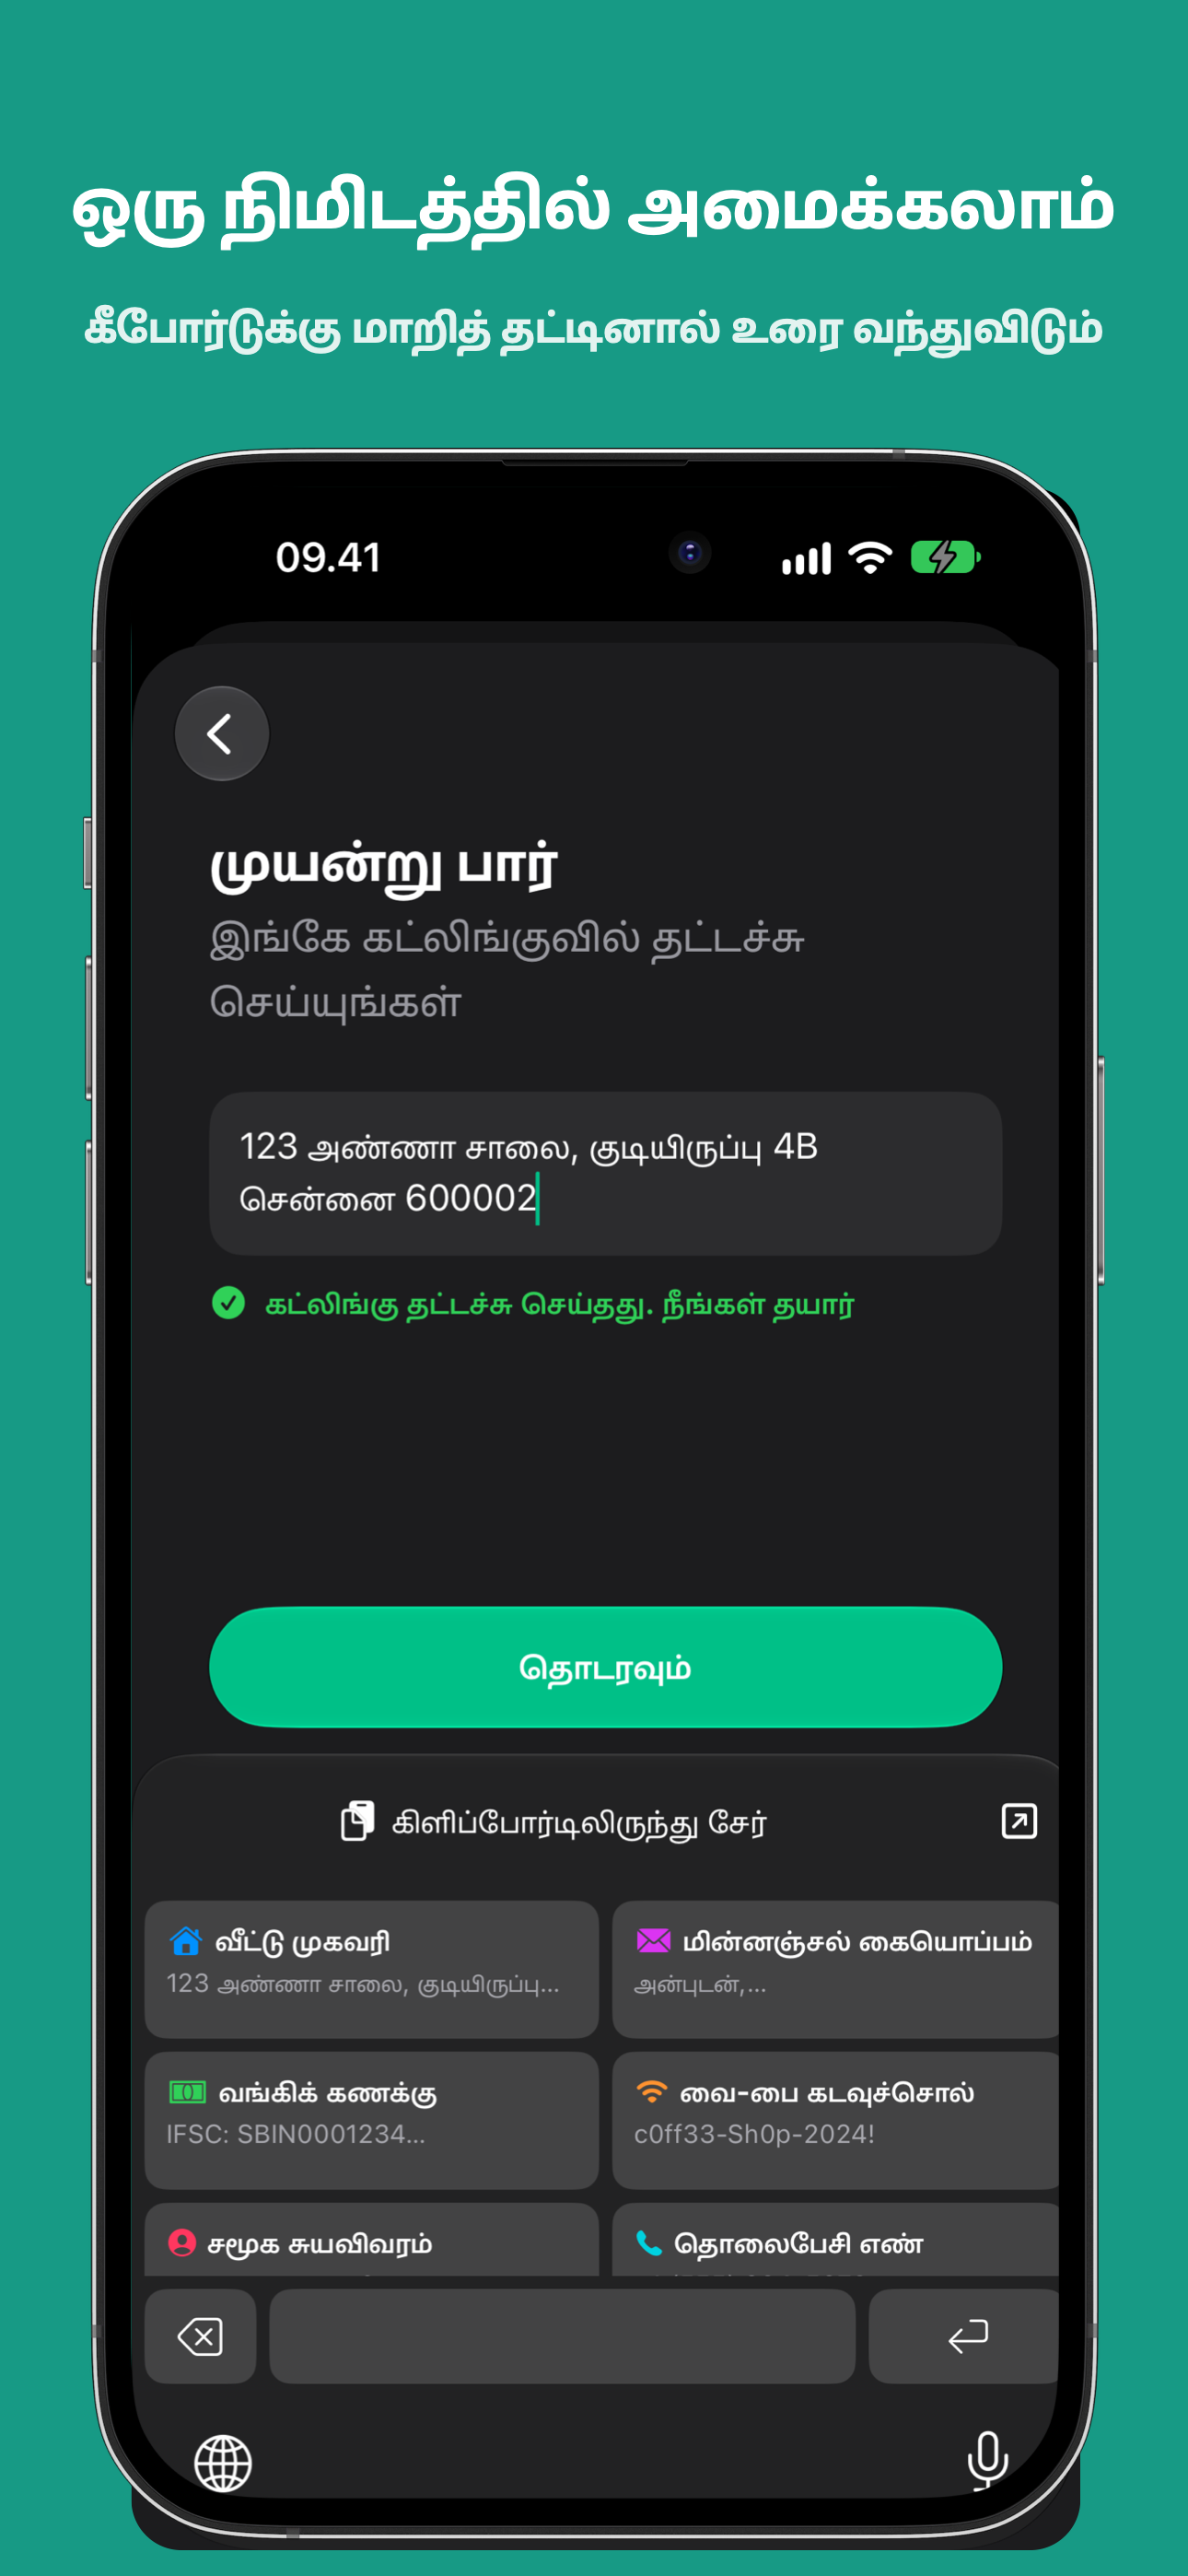 ஒரு நிமிடத்தில் அமைக்கலாம்
கீபோர்டுக்கு மாறித் தட்டினால் உரை வந்துவிடும்
09.41
முயன்று பார்
இங்கே கட்லிங்குவில் தட்டச்சு
செய்யுங்கள்
123 அண்ணா சாலை, குடியிருப்பு 4B
சென்னை 600002
கட்லிங்கு தட்டச்சு செய்தது. நீங்கள் தயார்
தொடரவும்
கிளிப்போர்டிலிருந்து சேர்
வீட்டு முகவரி
123 அண்ணா சாலை, குடியிருப்பு...
மின்னஞ்சல் கையொப்பம்
அன்புடன்,...
வங்கிக் கணக்கு
IFSC: SBIN0001234...
வை-பை கடவுச்சொல்
c0ff33-Sh0p-2024!
சமூக சுயவிவரம்
தொலைபேசி எண்